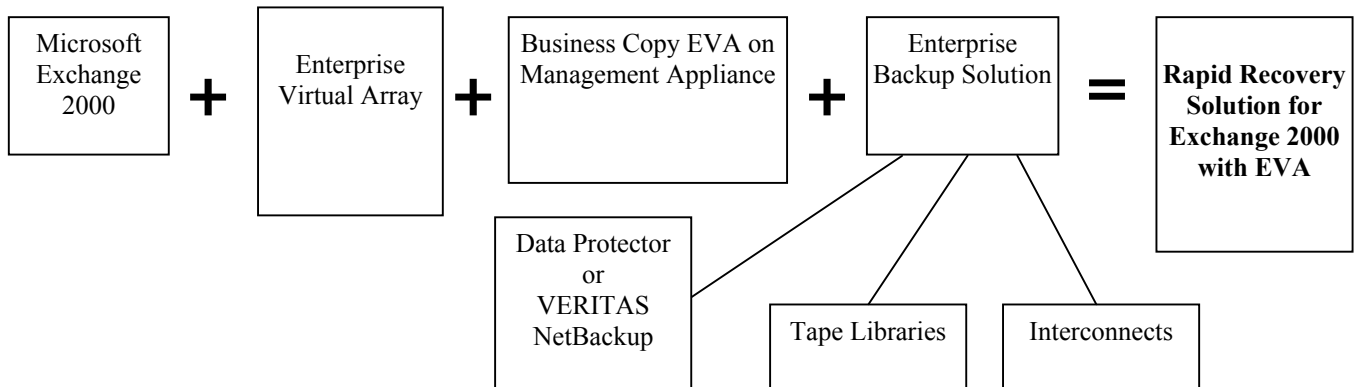 Microsoft
Exchange
2000
+
Enterprise
Virtual Array
+
Business Copy EVA on
Management Appliance
+
Enterprise
Backup Solution
=
Rapid Recovery
Solution for
Exchange 2000
with EVA
Data Protector
or
VERITAS
NetBackup
Tape Libraries
Interconnects